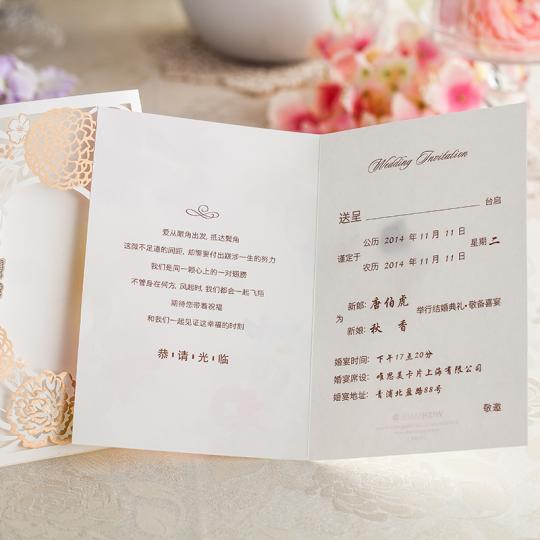 爱从眼角出发, 抵达鬓角
这微不足道的间距, 却需要付出跋涉一生的努力
我们是同一颗心上的一对翅膀
不管身在何方, 风起时, 我们都会一起飞翔
期待您带着祝福
和我们一起见证这幸福的时刻
恭·请·光·临
Wedding Invitation
送呈 台启
谨定于
公历 2014 年 11 月 11 日
农历 2014 年 11 月 11 日
星期 二
为
新郎: 唐伯虎
新娘: 秋 香
举行结婚典礼·敬备喜宴
婚宴时间: 下午17点20分
婚宴席设: 唯思美卡片上海有限公司
婚宴地址: 青浦北盈路88号
敬邀